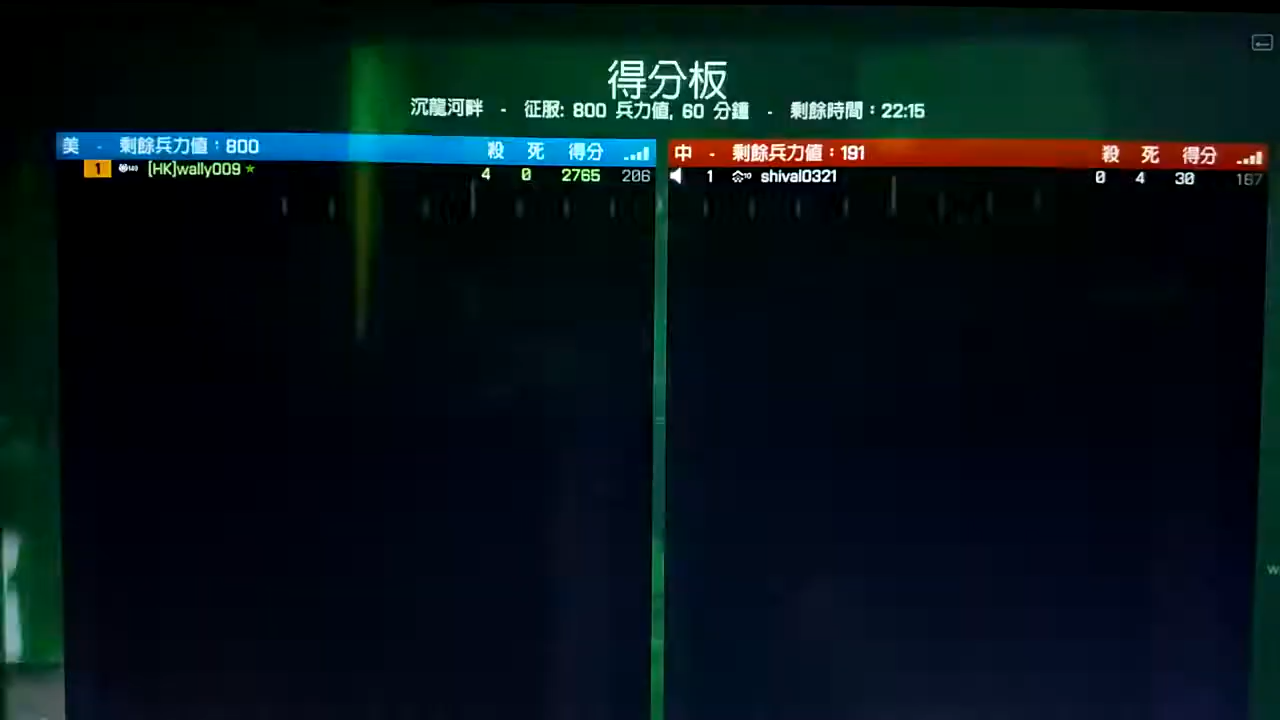 得分板
沉龍河畔 - 征服: 800 兵力值, 60 分鐘 - 剩餘時間：22:15
美 - 剩餘兵力值：800 殺 死 得分
1 140 [HK]wally009 4 0 2765 206
中 - 剩餘兵力值：191 殺 死 得分
1 10 shival0321 0 4 30 167